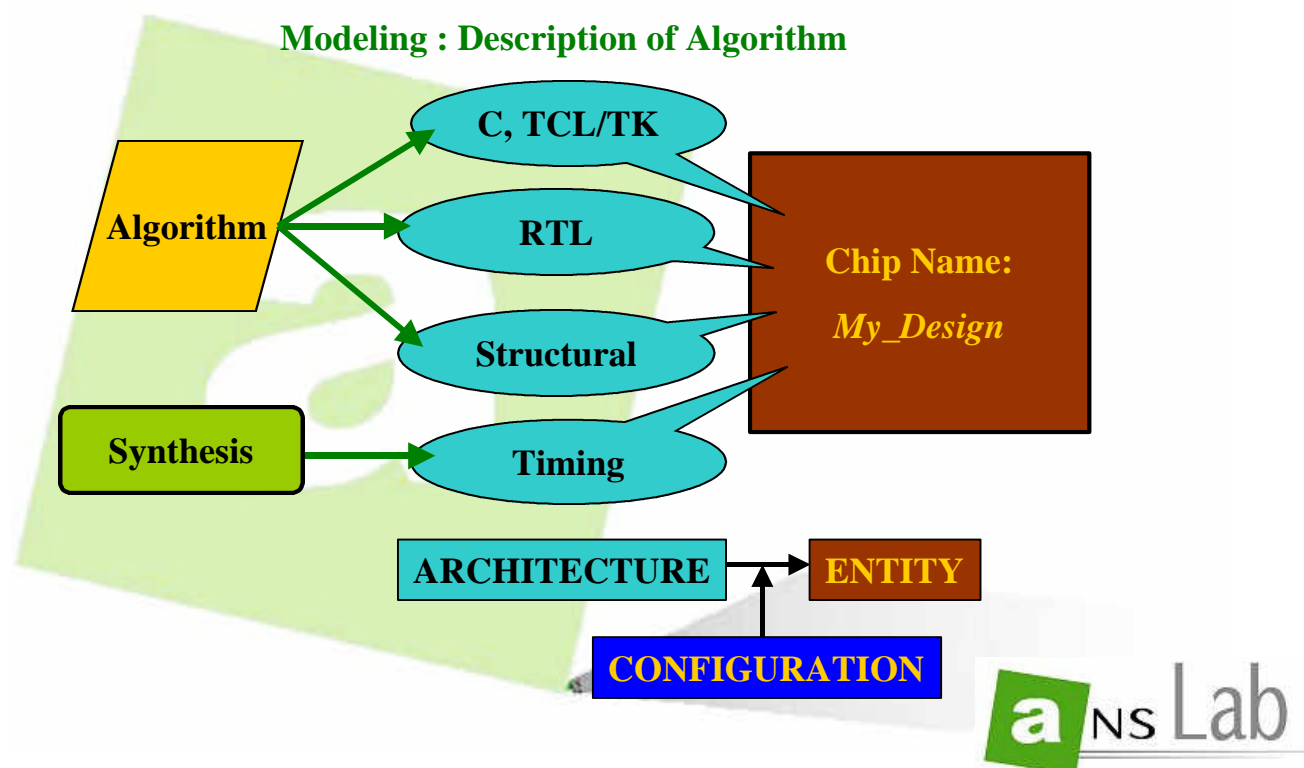 Modeling : Description of Algorithm
C, TCL/TK
Algorithm
RTL
Chip Name:
My_Design
Structural
Synthesis
Timing
ARCHITECTURE
ENTITY
CONFIGURATION
a NS Lab